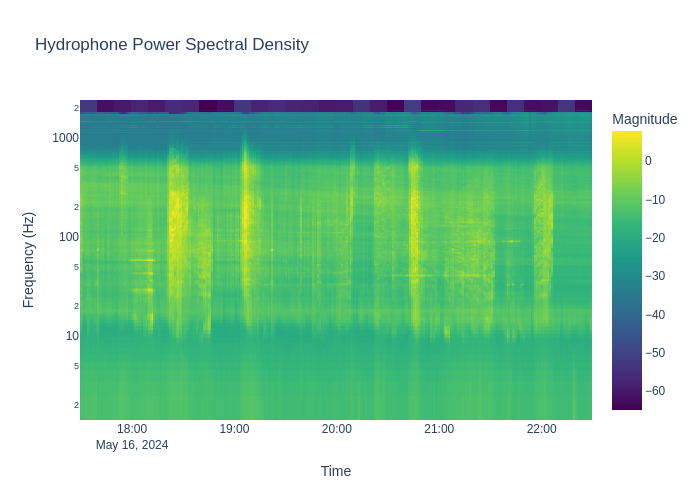 Hydrophone Power Spectral Density
Magnitude
2
1000
5
2
100
5
2
10
5
2
0
−10
−20
−30
−40
−50
−60
Frequency (Hz)
18:00 19:00 20:00 21:00 22:00
May 16, 2024
Time